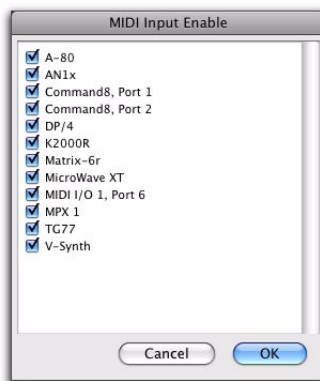 MIDI Input Enable
A-80
AN1x
Command8, Port 1
Command8, Port 2
DP/4
K2000R
Matrix-6r
MicroWave XT
MIDI I/O 1, Port 6
MPX 1
TG77
V-Synth
Cancel
OK